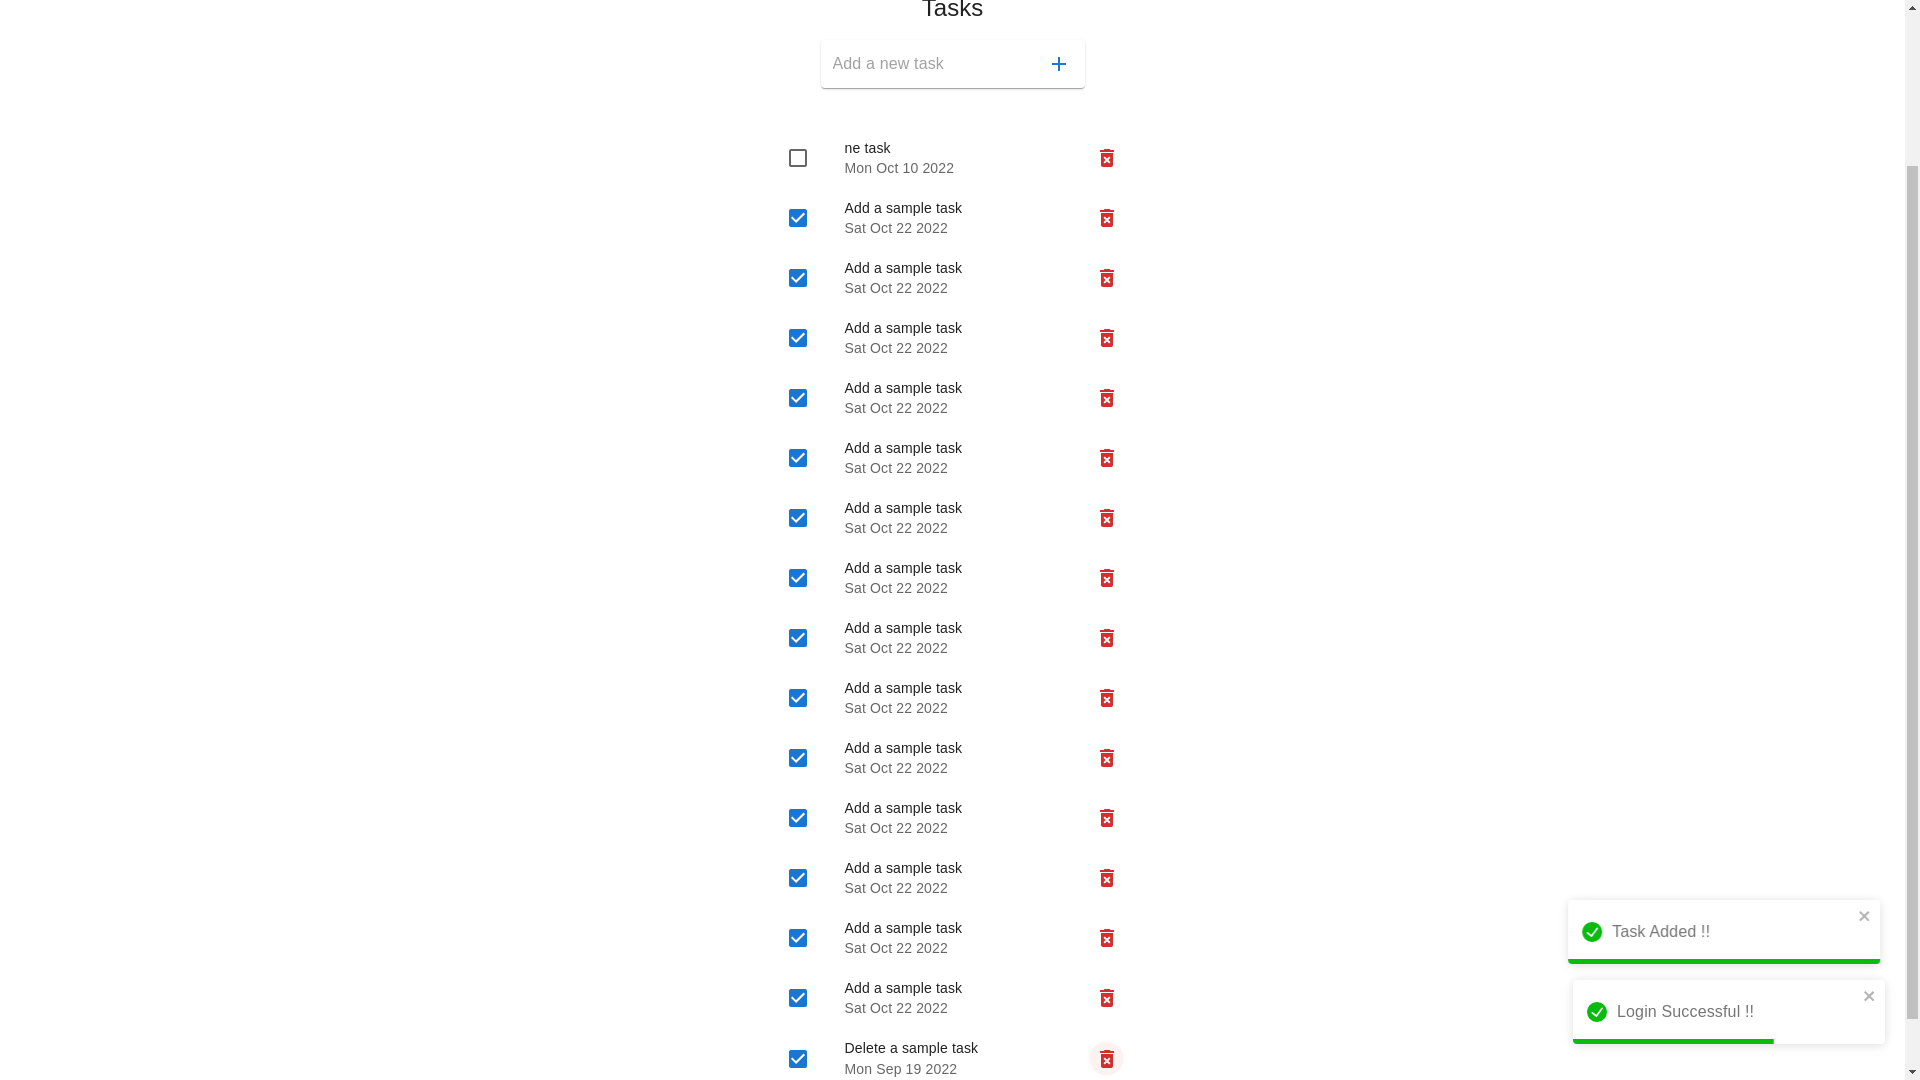 Tasks
Add a new task
ne task
Mon Oct 10 2022
Add a sample task
Sat Oct 22 2022
Add a sample task
Sat Oct 22 2022
Add a sample task
Sat Oct 22 2022
Add a sample task
Sat Oct 22 2022
Add a sample task
Sat Oct 22 2022
Add a sample task
Sat Oct 22 2022
Add a sample task
Sat Oct 22 2022
Add a sample task
Sat Oct 22 2022
Add a sample task
Sat Oct 22 2022
Add a sample task
Sat Oct 22 2022
Add a sample task
Sat Oct 22 2022
Add a sample task
Sat Oct 22 2022
Add a sample task
Sat Oct 22 2022
Add a sample task
Sat Oct 22 2022
Delete a sample task
Mon Sep 19 2022
Task Added !!
Login Successful !!